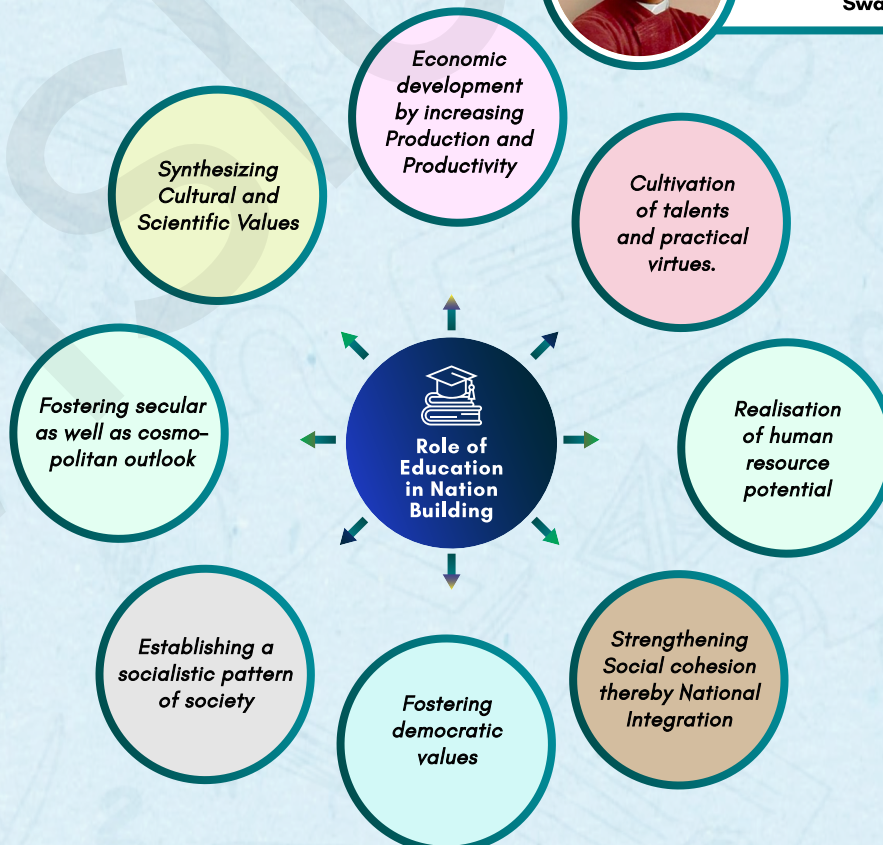 Swa
Economic
development
by increasing
Production and
Productivity
Synthesizing
Cultural and
Scientific Values
Cultivation
of talents
and practical
virtues.
Fostering secular
as well as cosmo-
politan outlook
Role of
Education
in Nation
Building
Realisation
of human
resource
potential
Establishing a
socialistic pattern
of society
Fostering
democratic
values
Strengthening
Social cohesion
thereby National
Integration